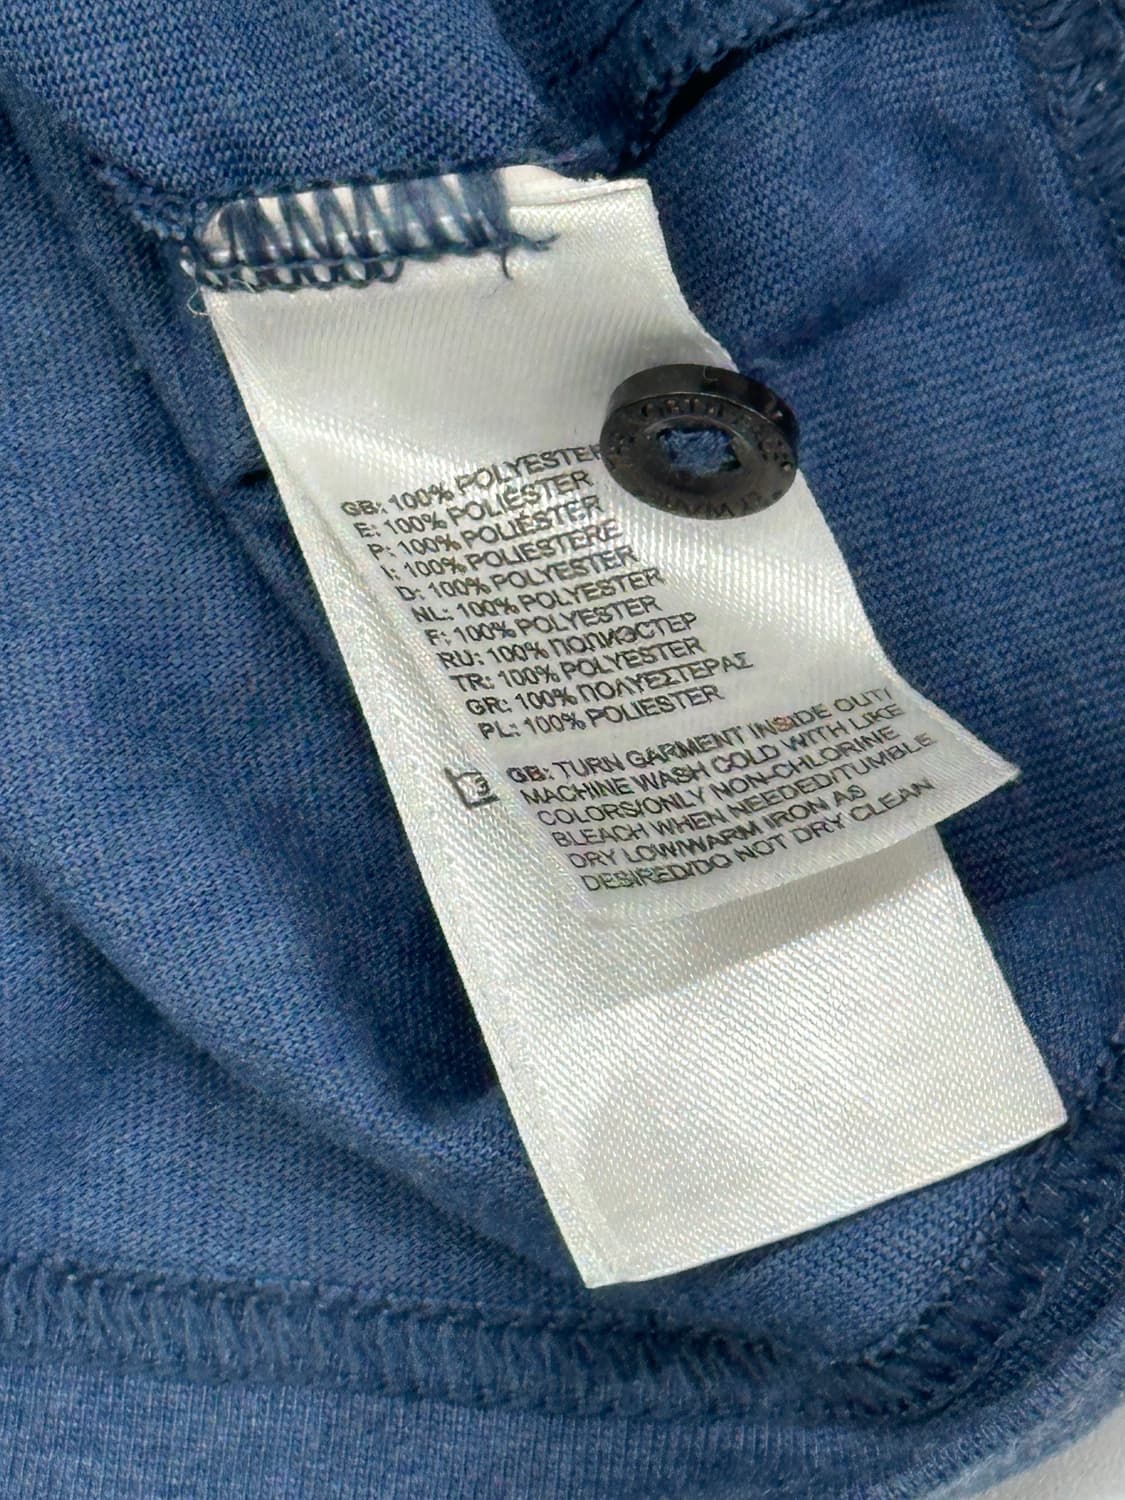 GB: 100% POLYESTER
E: 100% POLIÉSTER
P: 100% POLIÉSTER
I: 100% POLIESTERE
D: 100% POLYESTER
NL: 100% POLYESTER
F: 100% POLYESTER
RU: 100% ПОЛИЭСТЕР
TR: 100% POLYESTER
GR: 100% ΠΟΛΥΕΣΤΕΡΑΣ
PL: 100% POLIESTER
GB: TURN GARMENT INSIDE OUT/
MACHINE WASH COLD WITH LIKE
COLORS/ONLY NON-CHLORINE
BLEACH WHEN NEEDED/TUMBLE
DRY LOW/WARM IRON AS
DESIRED/DO NOT DRY CLEAN